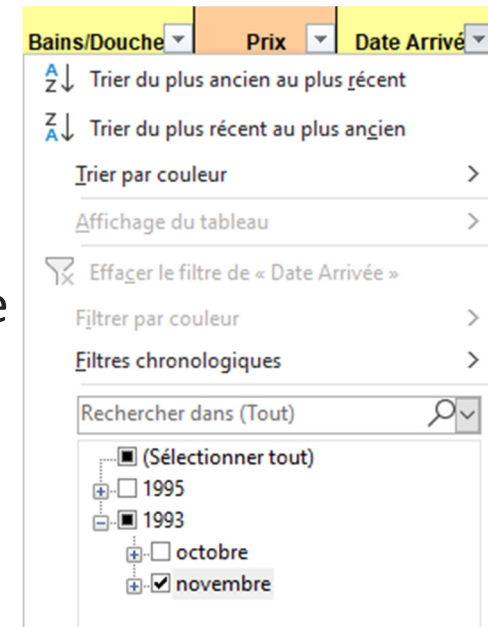 Bains/Douche Prix Date Arrivé
Trier du plus ancien au plus récent
Trier du plus récent au plus ancien
Trier par couleur
Affichage du tableau
Effacer le filtre de « Date Arrivée »
e
Filtrer par couleur
Filtres chronologiques
Rechercher dans (Tout)
(Sélectionner tout)
1995
1993
octobre
novembre